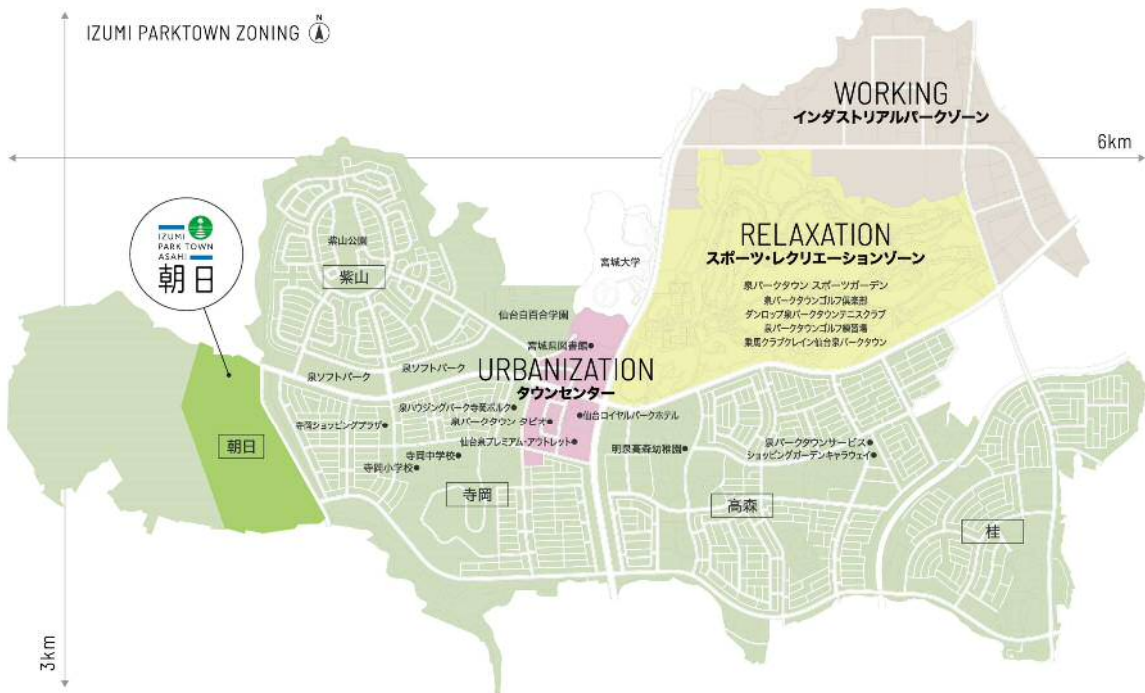 IZUMI PARKTOWN ZONING
N
WORKING
インダストリアルパークゾーン
6km
RELAXATION
スポーツ・レクリエーションゾーン
泉パークタウン スポーツガーデン
泉パークタウンゴルフ倶楽部
ダンロップ泉パークタウンテニスクラブ
泉パークタウンゴルフ練習場
乗馬クラブクレイン仙台泉パークタウン
IZUMI
PARK TOWN
ASAHI
朝日
紫山公園
紫山
宮城大学
仙台白百合学園
宮城県図書館
URBANIZATION
タウンセンター
泉ソフトパーク
泉ソフトパーク
泉ハウジングパーク寺岡ポルク
寺岡ショッピングプラザ
泉パークタウン タピオ
仙台ロイヤルパークホテル
仙台泉プレミアム・アウトレット
寺岡中学校
寺岡小学校
明泉高森幼稚園
泉パークタウンサービス
ショッピングガーデンキャラウェイ
朝日
寺岡
高森
桂
3km